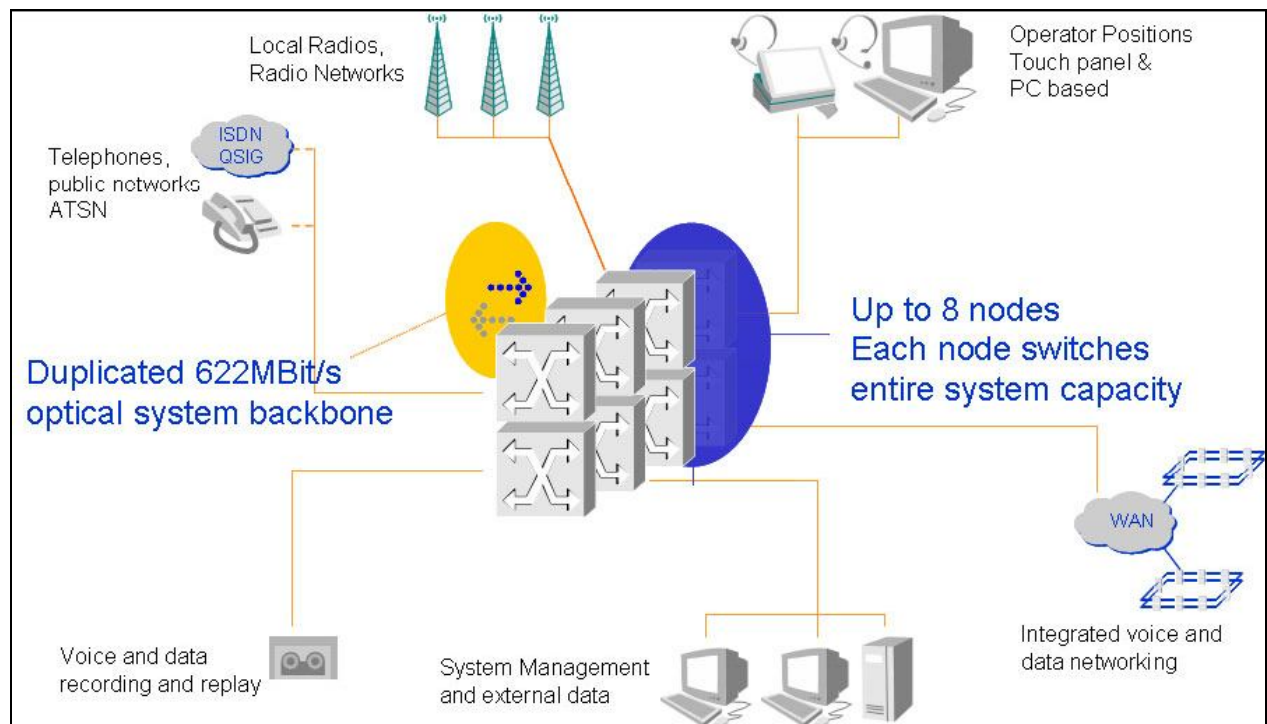 Local Radios,
Radio Networks
Operator Positions
Touch panel &
PC based
ISDN
QSIG
Telephones,
public networks
ATSN
Up to 8 nodes
Each node switches
entire system capacity
Duplicated 622MBit/s
optical system backbone
WAN
Integrated voice and
data networking
Voice and data
recording and replay
System Management
and external data